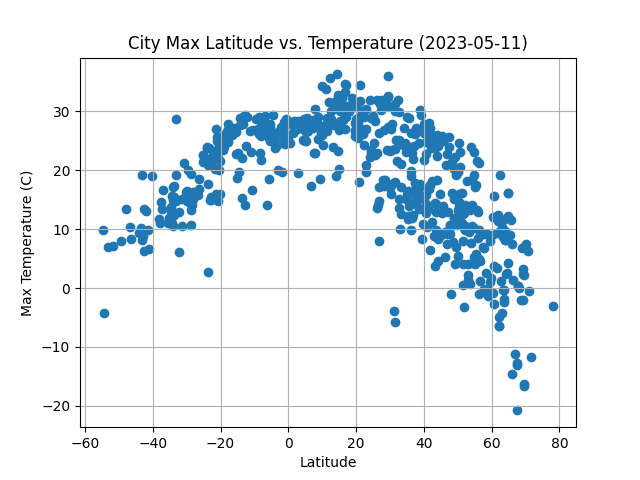 City Max Latitude vs. Temperature (2023-05-11)
Max Temperature (C)
30
20
10
0
−10
−20
−60 −40 −20 0 20 40 60 80
Latitude